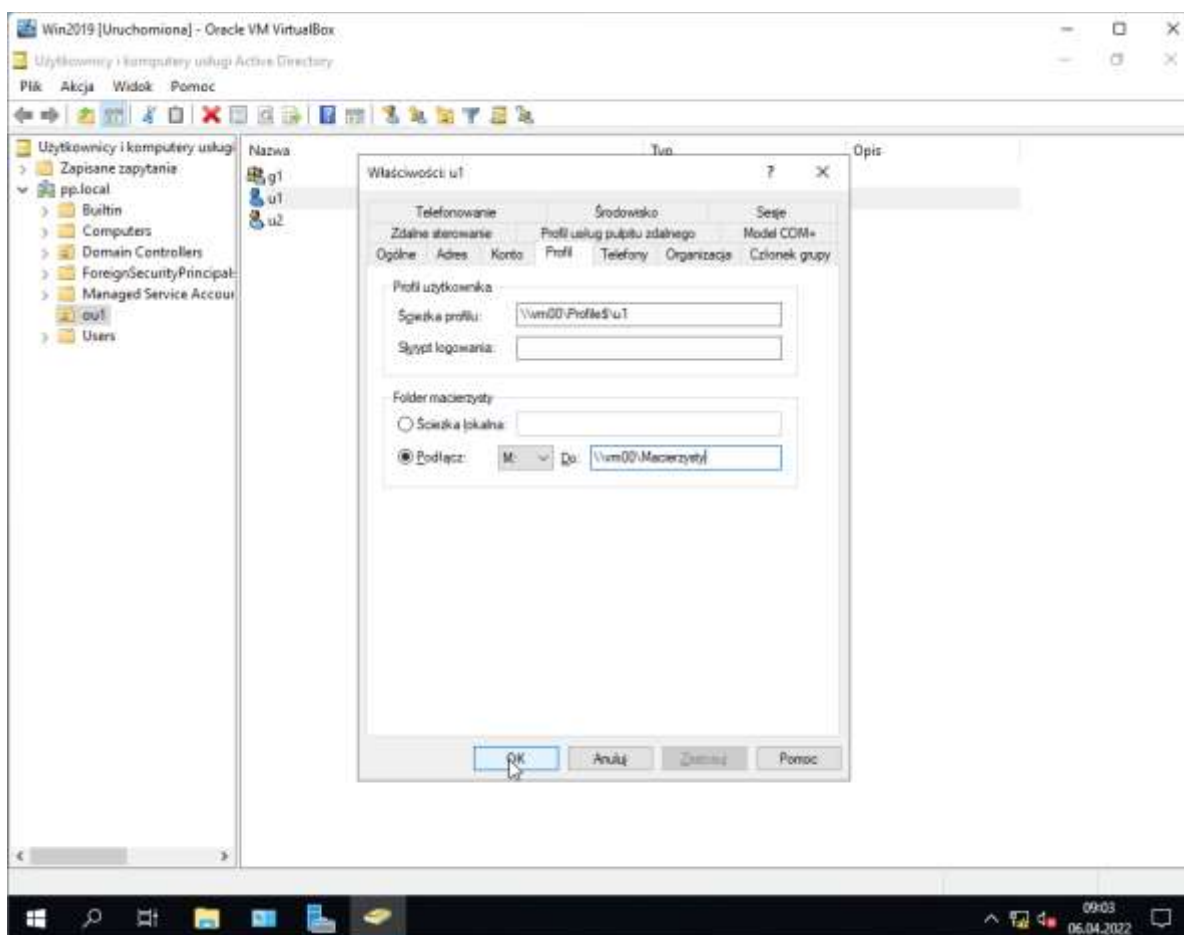 Win2019 [Uruchomiona] - Oracle VM VirtualBox
Użytkownicy i komputery usługi Active Directory
Plik Akcja Widok Pomoc
Użytkownicy i komputery usługi
Zapisane zapytania
pp.local
Builtin
Computers
Domain Controllers
ForeignSecurityPrincipals
Managed Service Accour
ou1
Users
Nazwa Typ Opis
g1
u1
u2
Właściwości: u1
Telefonowanie Środowisko Sesje
Zdalne sterowanie Profil usług pulpitu zdalnego Model COM+
Ogólne Adres Konto Profil Telefony Organizacja Członek grupy
Profil użytkownika
Ścieżka profilu: \\wm00\Profile$\u1
Skrypt logowania:
Folder macierzysty
Ścieżka lokalna:
Podłącz: M: Do: \\wm00\Macierzysty
OK Anuluj Zastosuj Pomoc
09:03
06.04.2022